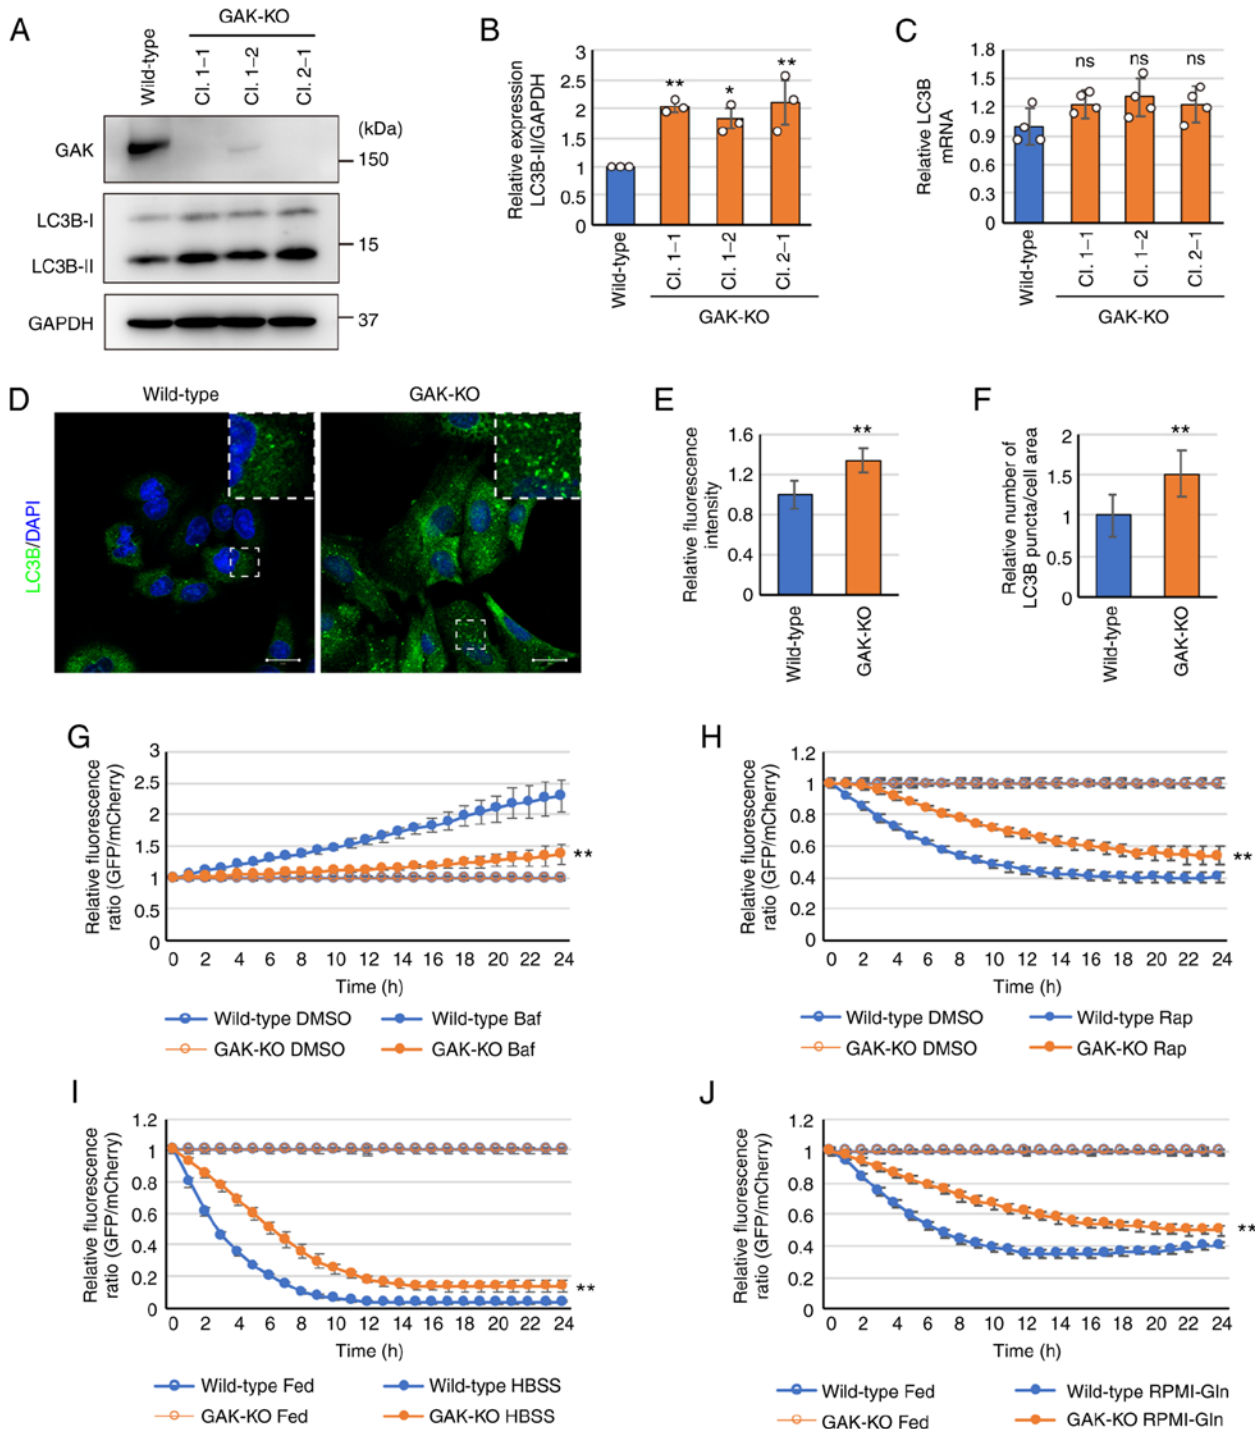 A
GAK-KO
Wild-type
Cl. 1–1
Cl. 1–2
Cl. 2–1
(kDa)
GAK
150
LC3B-I
15
LC3B-II
GAPDH
37
B
Relative expression
LC3B-II/GAPDH
3
2.5
2
1.5
1
0.5
0
**
*
**
Wild-type
Cl. 1–1
Cl. 1–2
Cl. 2–1
GAK-KO
C
Relative LC3B
mRNA
1.8
1.5
1.2
0.9
0.6
0.3
0
ns
ns
ns
Wild-type
Cl. 1–1
Cl. 1–2
Cl. 2–1
GAK-KO
D
Wild-type
GAK-KO
LC3B/DAPI
E
Relative fluorescence
intensity
1.6
1.2
0.8
0.4
0
**
Wild-type
GAK-KO
F
Relative number of
LC3B puncta/cell area
2
1.5
1
0.5
0
**
Wild-type
GAK-KO
G
Relative fluorescence
ratio (GFP/mCherry)
3
2.5
2
1.5
1
0.5
0
**
0 2 4 6 8 10 12 14 16 18 20 22 24
Time (h)
Wild-type DMSO
Wild-type Baf
GAK-KO DMSO
GAK-KO Baf
H
Relative fluorescence
ratio (GFP/mCherry)
1.2
1
0.8
0.6
0.4
0.2
0
**
0 2 4 6 8 10 12 14 16 18 20 22 24
Time (h)
Wild-type DMSO
Wild-type Rap
GAK-KO DMSO
GAK-KO Rap
I
Relative fluorescence
ratio (GFP/mCherry)
1.2
1
0.8
0.6
0.4
0.2
0
**
0 2 4 6 8 10 12 14 16 18 20 22 24
Time (h)
Wild-type Fed
Wild-type HBSS
GAK-KO Fed
GAK-KO HBSS
J
Relative fluorescence
ratio (GFP/mCherry)
1.2
1
0.8
0.6
0.4
0.2
0
**
0 2 4 6 8 10 12 14 16 18 20 22 24
Time (h)
Wild-type Fed
Wild-type RPMI-Gln
GAK-KO Fed
GAK-KO RPMI-Gln